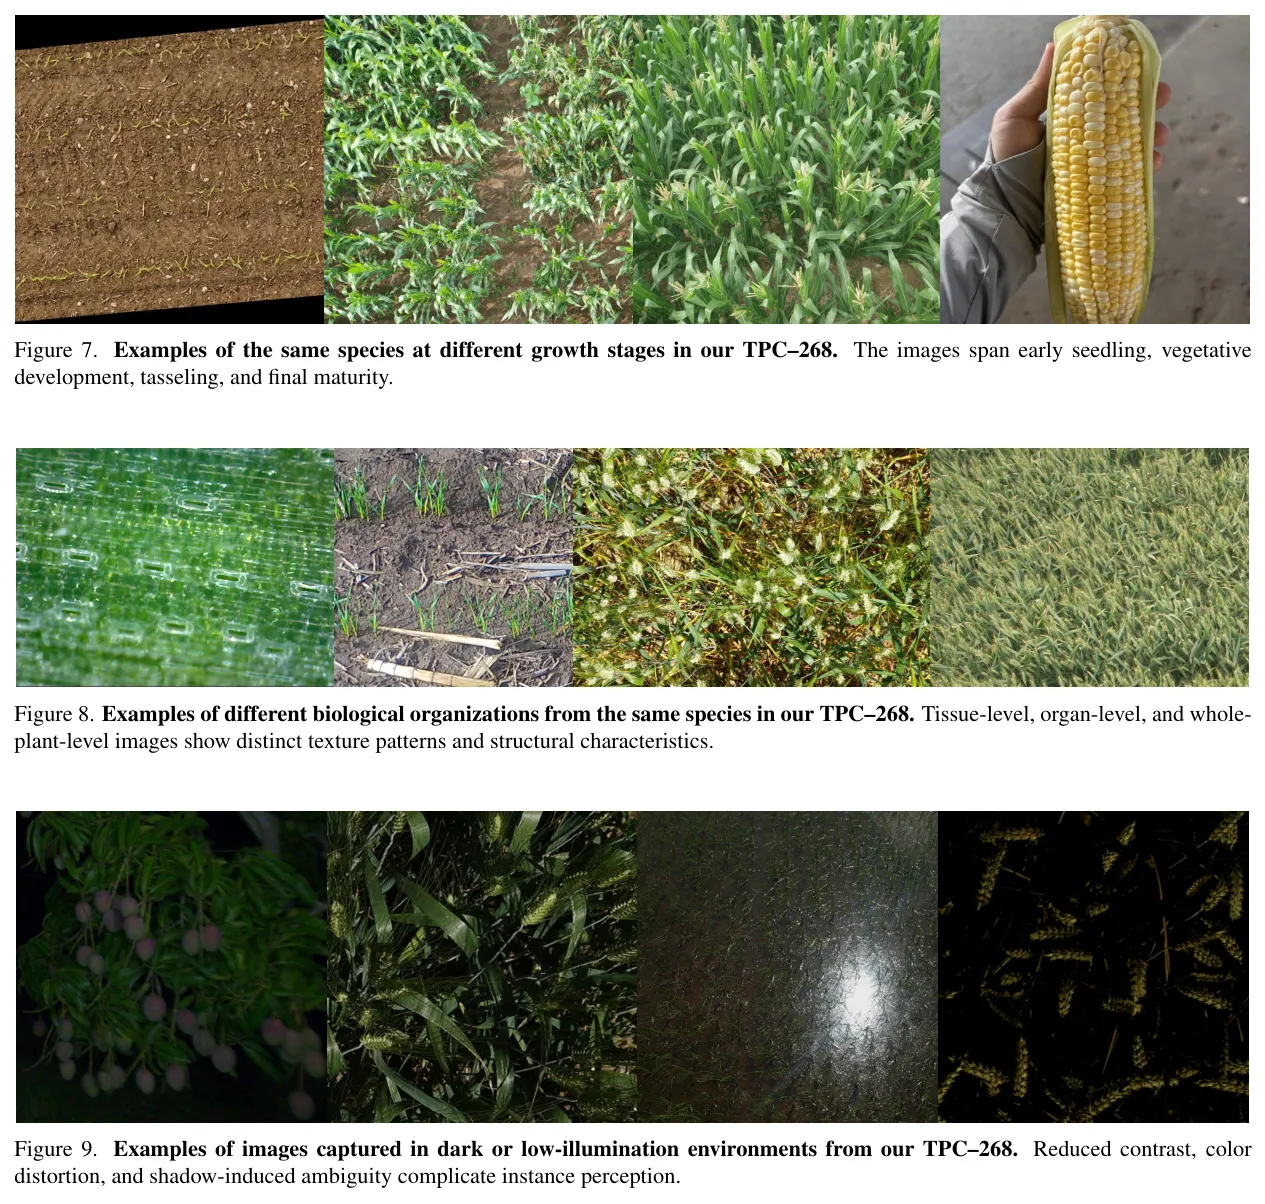 Figure 7. Examples of the same species at different growth stages in our TPC–268. The images span early seedling, vegetative
development, tasseling, and final maturity.
Figure 8. Examples of different biological organizations from the same species in our TPC–268. Tissue-level, organ-level, and whole-
plant-level images show distinct texture patterns and structural characteristics.
Figure 9. Examples of images captured in dark or low-illumination environments from our TPC–268. Reduced contrast, color
distortion, and shadow-induced ambiguity complicate instance perception.